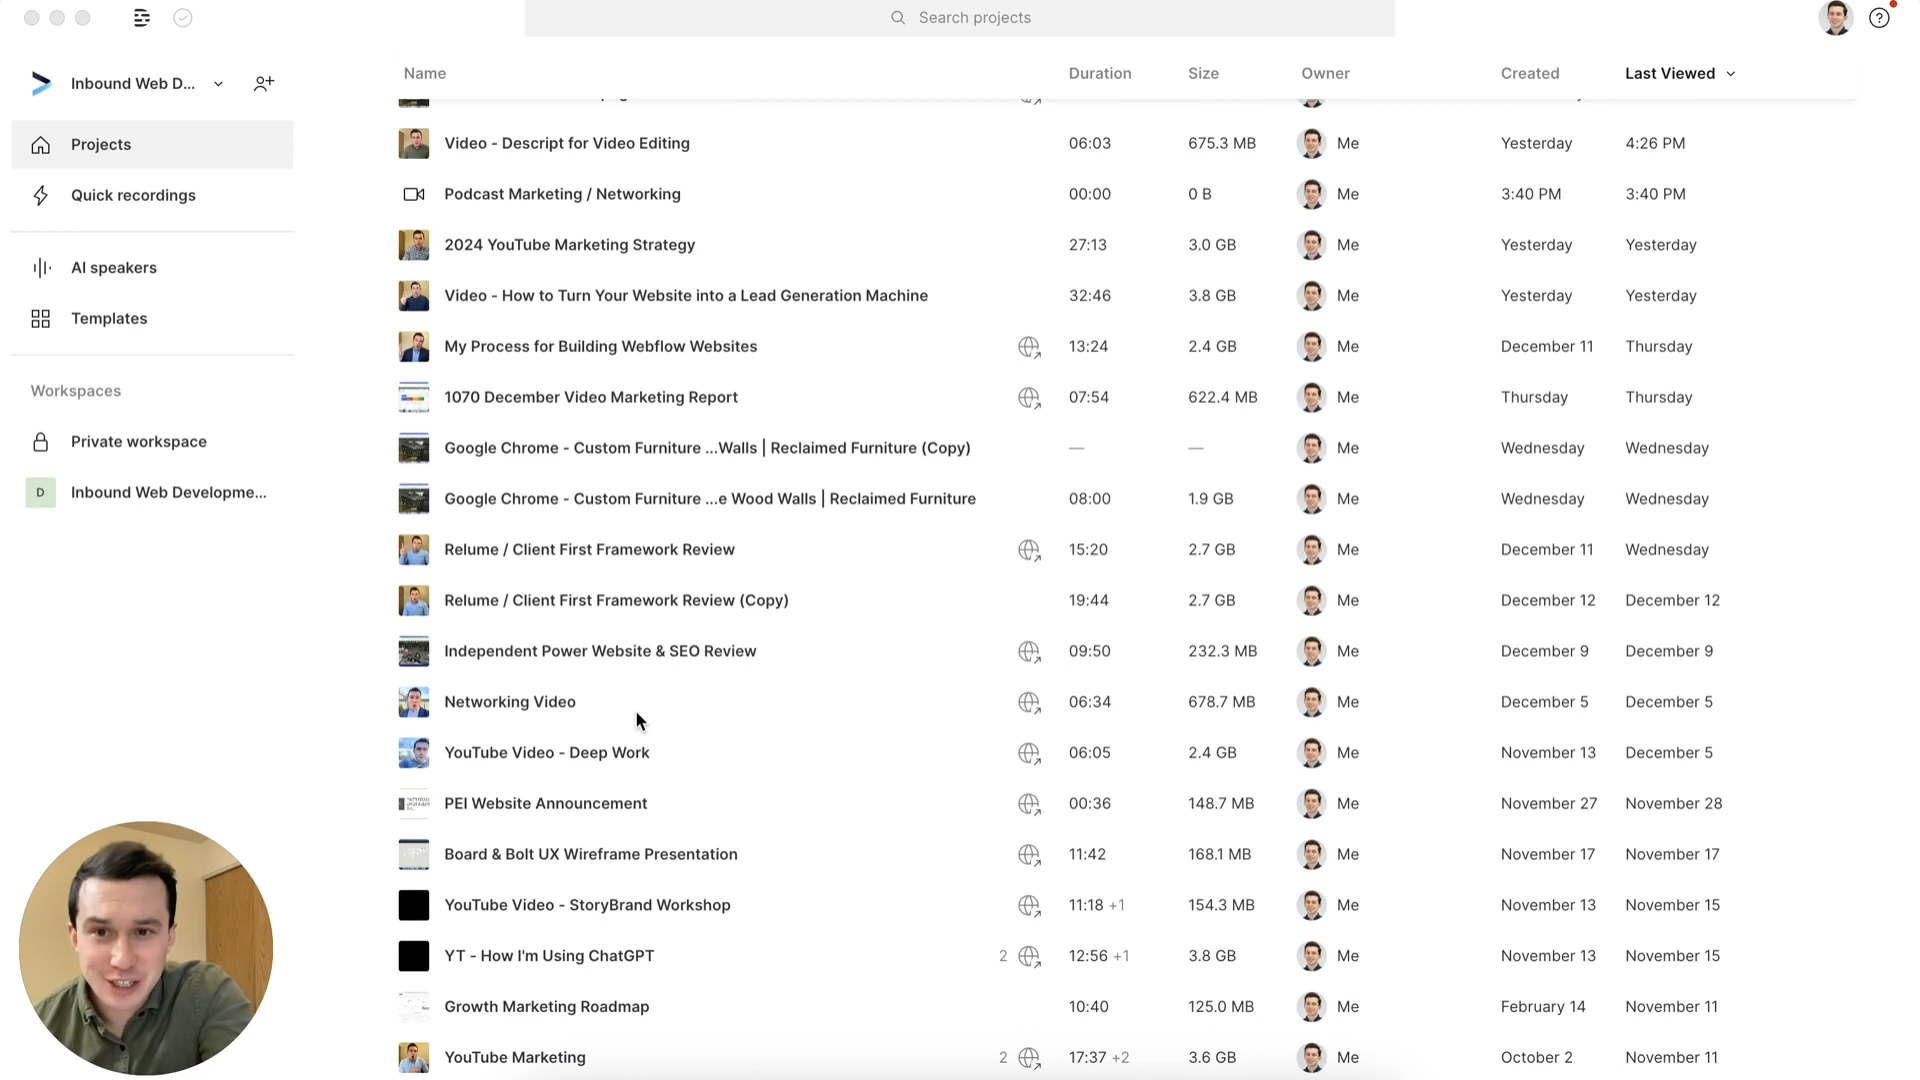 Search projects
Inbound Web D...
Name Duration Size Owner Created Last Viewed
Projects
Quick recordings
AI speakers
Templates
Workspaces
Private workspace
D Inbound Web Developme...
Video - Descript for Video Editing 06:03 675.3 MB Me Yesterday 4:26 PM
Podcast Marketing / Networking 00:00 0 B Me 3:40 PM 3:40 PM
2024 YouTube Marketing Strategy 27:13 3.0 GB Me Yesterday Yesterday
Video - How to Turn Your Website into a Lead Generation Machine 32:46 3.8 GB Me Yesterday Yesterday
My Process for Building Webflow Websites 13:24 2.4 GB Me December 11 Thursday
1070 December Video Marketing Report 07:54 622.4 MB Me Thursday Thursday
Google Chrome - Custom Furniture ...Walls | Reclaimed Furniture (Copy) — — Me Wednesday Wednesday
Google Chrome - Custom Furniture ...e Wood Walls | Reclaimed Furniture 08:00 1.9 GB Me Wednesday Wednesday
Relume / Client First Framework Review 15:20 2.7 GB Me December 11 Wednesday
Relume / Client First Framework Review (Copy) 19:44 2.7 GB Me December 12 December 12
Independent Power Website & SEO Review 09:50 232.3 MB Me December 9 December 9
Networking Video 06:34 678.7 MB Me December 5 December 5
YouTube Video - Deep Work 06:05 2.4 GB Me November 13 December 5
PEI Website Announcement 00:36 148.7 MB Me November 27 November 28
Board & Bolt UX Wireframe Presentation 11:42 168.1 MB Me November 17 November 17
YouTube Video - StoryBrand Workshop 11:18 +1 154.3 MB Me November 13 November 15
YT - How I'm Using ChatGPT 2 12:56 +1 3.8 GB Me November 13 November 15
Growth Marketing Roadmap 10:40 125.0 MB Me February 14 November 11
YouTube Marketing 2 17:37 +2 3.6 GB Me October 2 November 11